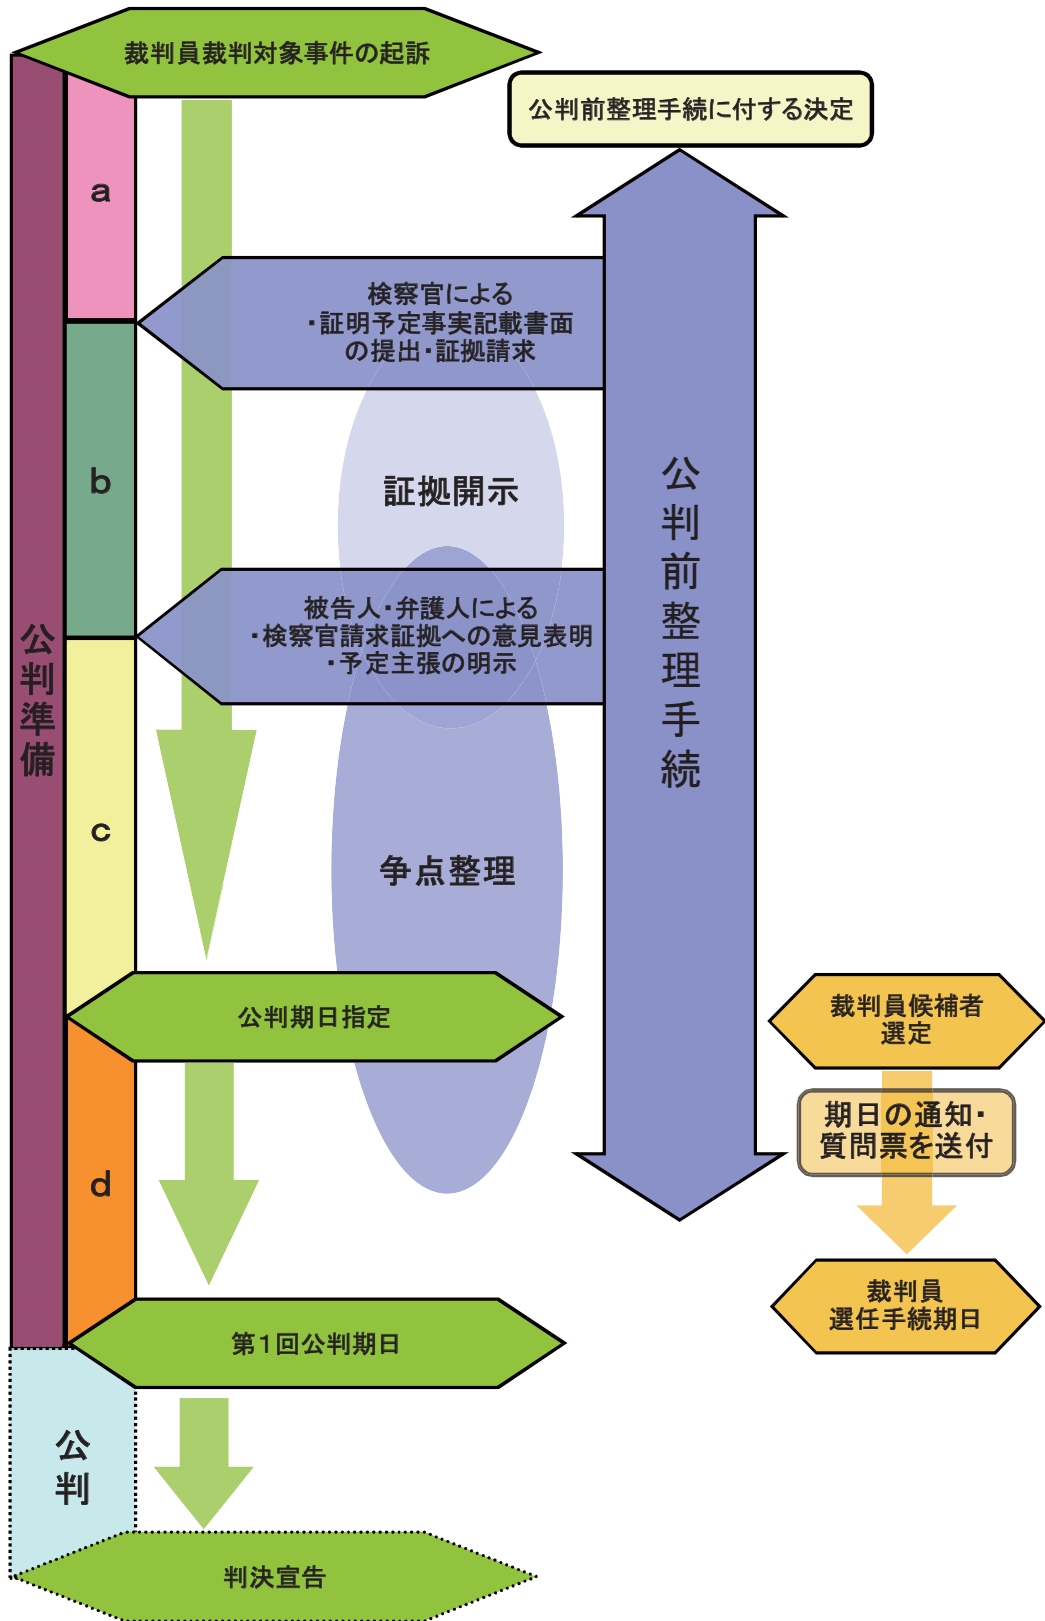 裁判員裁判対象事件の起訴
公判前整理手続に付する決定
a
検察官による
・証明予定事実記載書面
の提出・証拠請求
b
証拠開示
公判前整理手続
被告人・弁護人による
・検察官請求証拠への意見表明
・予定主張の明示
公判準備
c
争点整理
公判期日指定
裁判員候補者
選定
期日の通知・
質問票を送付
d
裁判員
選任手続期日
第1回公判期日
公判
判決宣告